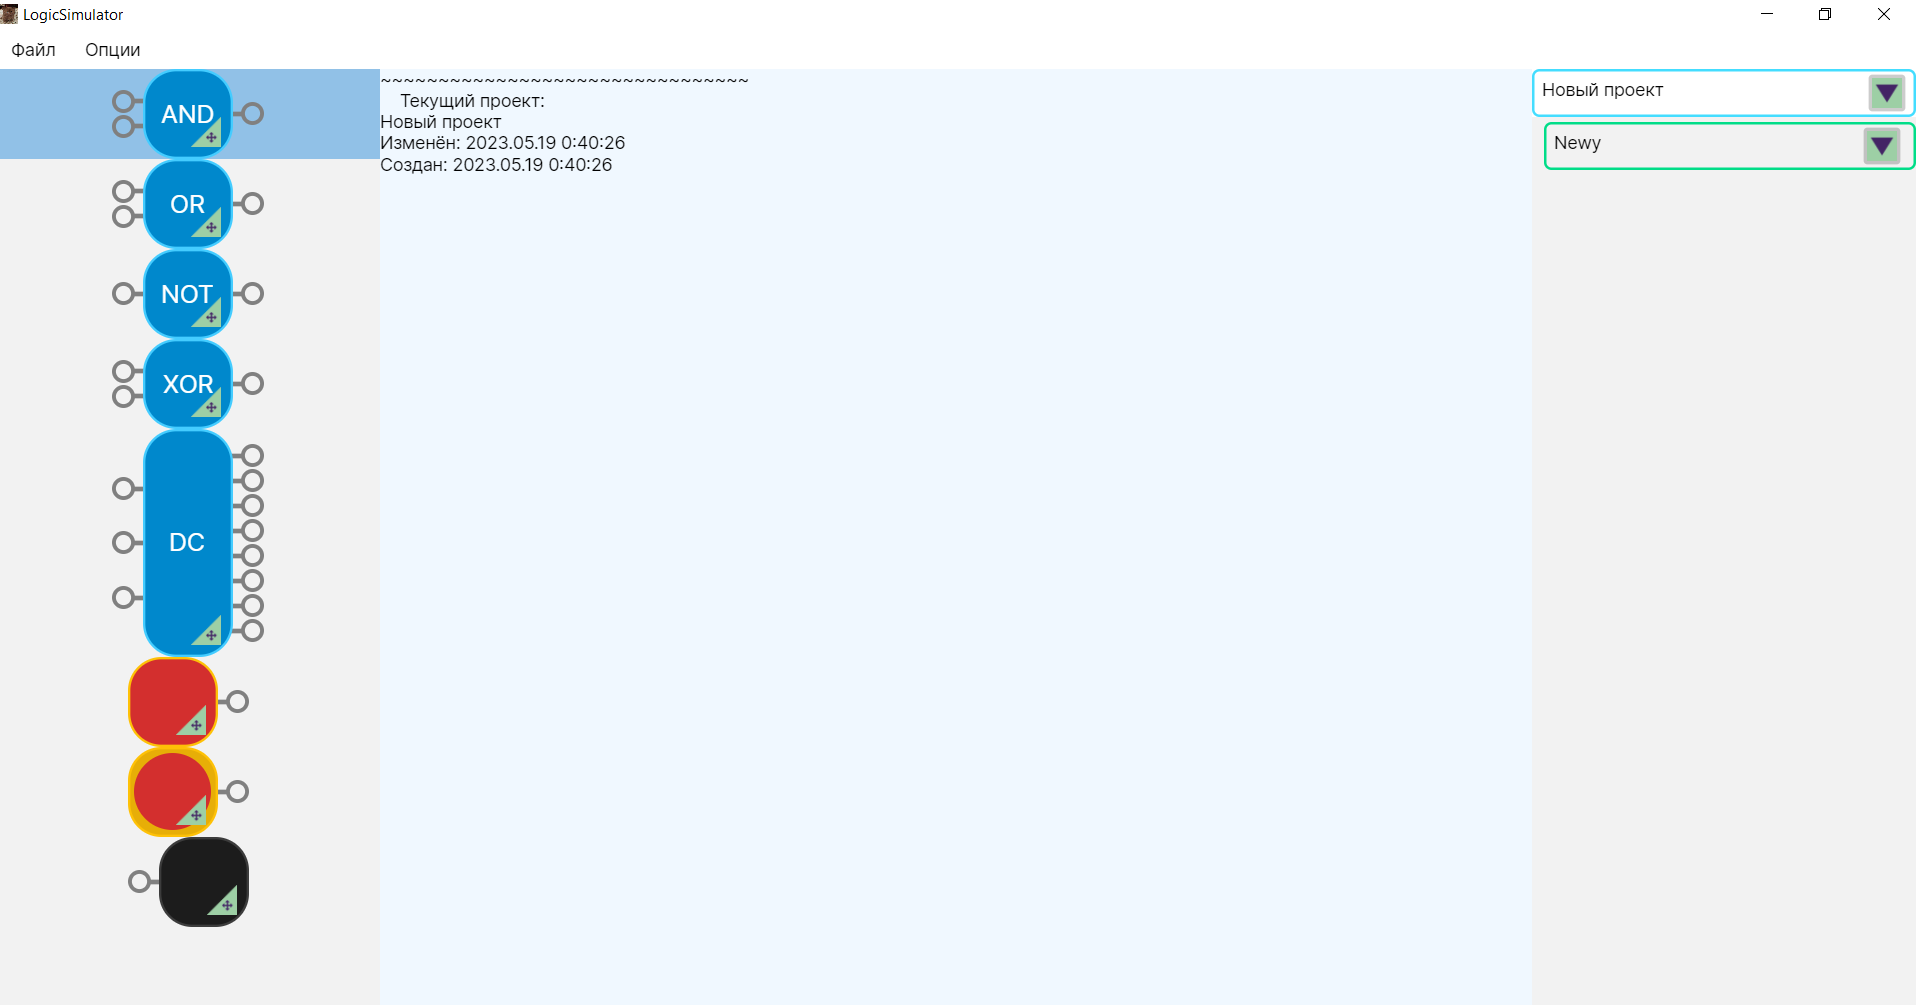 LogicSimulator
Файл Опции
AND
OR
NOT
XOR
DC
~~~~~~~~~~~~~~~~~~~~~~~~~~~~~~~~
Текущий проект:
Новый проект
Изменён: 2023.05.19 0:40:26
Создан: 2023.05.19 0:40:26
Новый проект
Newy